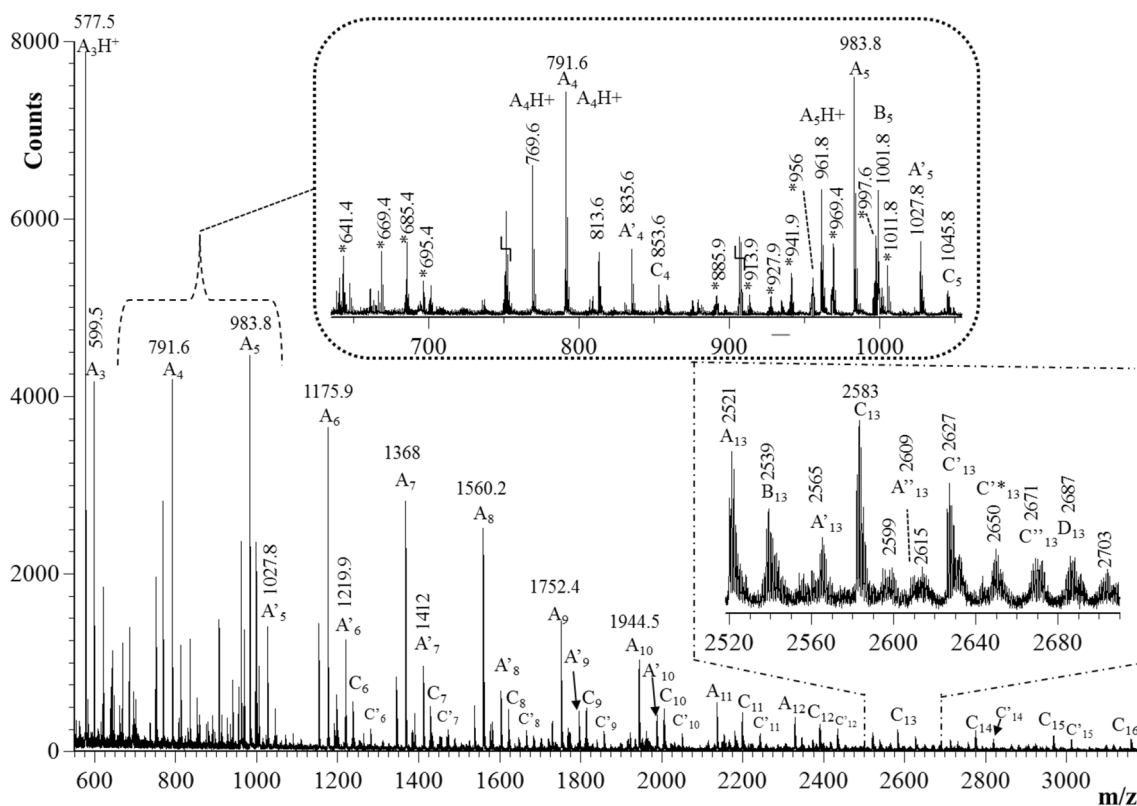 577.5
A₃H⁺
8000
6000
4000
2000
0
Counts
599.5
A₃
791.6
A₄
983.8
A₅
1027.8
A'₅
1175.9
A₆
1219.9
A'₆
C₆
C'₆
1368
A₇
1412
A'₇
C₇
C'₇
1560.2
A₈
A'₈
C₈
C'₈
1752.4
A₉
A'₉
C₉
C'₉
1944.5
A₁₀
A'₁₀
C₁₀
C'₁₀
A₁₁
C₁₁
C'₁₁
A₁₂
C₁₂
C'₁₂
C₁₃
C₁₄
C'₁₄
C₁₅
C'₁₅
C₁₆
600 800 1000 1200 1400 1600 1800 2000 2200 2400 2600 2800 3000
m/z
*641.4
*669.4
*685.4
*695.4
A₄H+
769.6
791.6
A₄
A₄H+
813.6
835.6
A'₄
853.6
C₄
*885.9
*913.9
*927.9
*941.9
*956
A₅H+
961.8
*969.4
983.8
A₅
*997.6
B₅
1001.8
*1011.8
A'₅
1027.8
1045.8
C₅
700 800 900 1000
2521
A₁₃
2539
B₁₃
2565
A'₁₃
2583
C₁₃
2599
2609
A''₁₃
2615
2627
C'₁₃
C'*₁₃
2650
2671
C''₁₃
2687
D₁₃
2703
2520 2560 2600 2640 2680